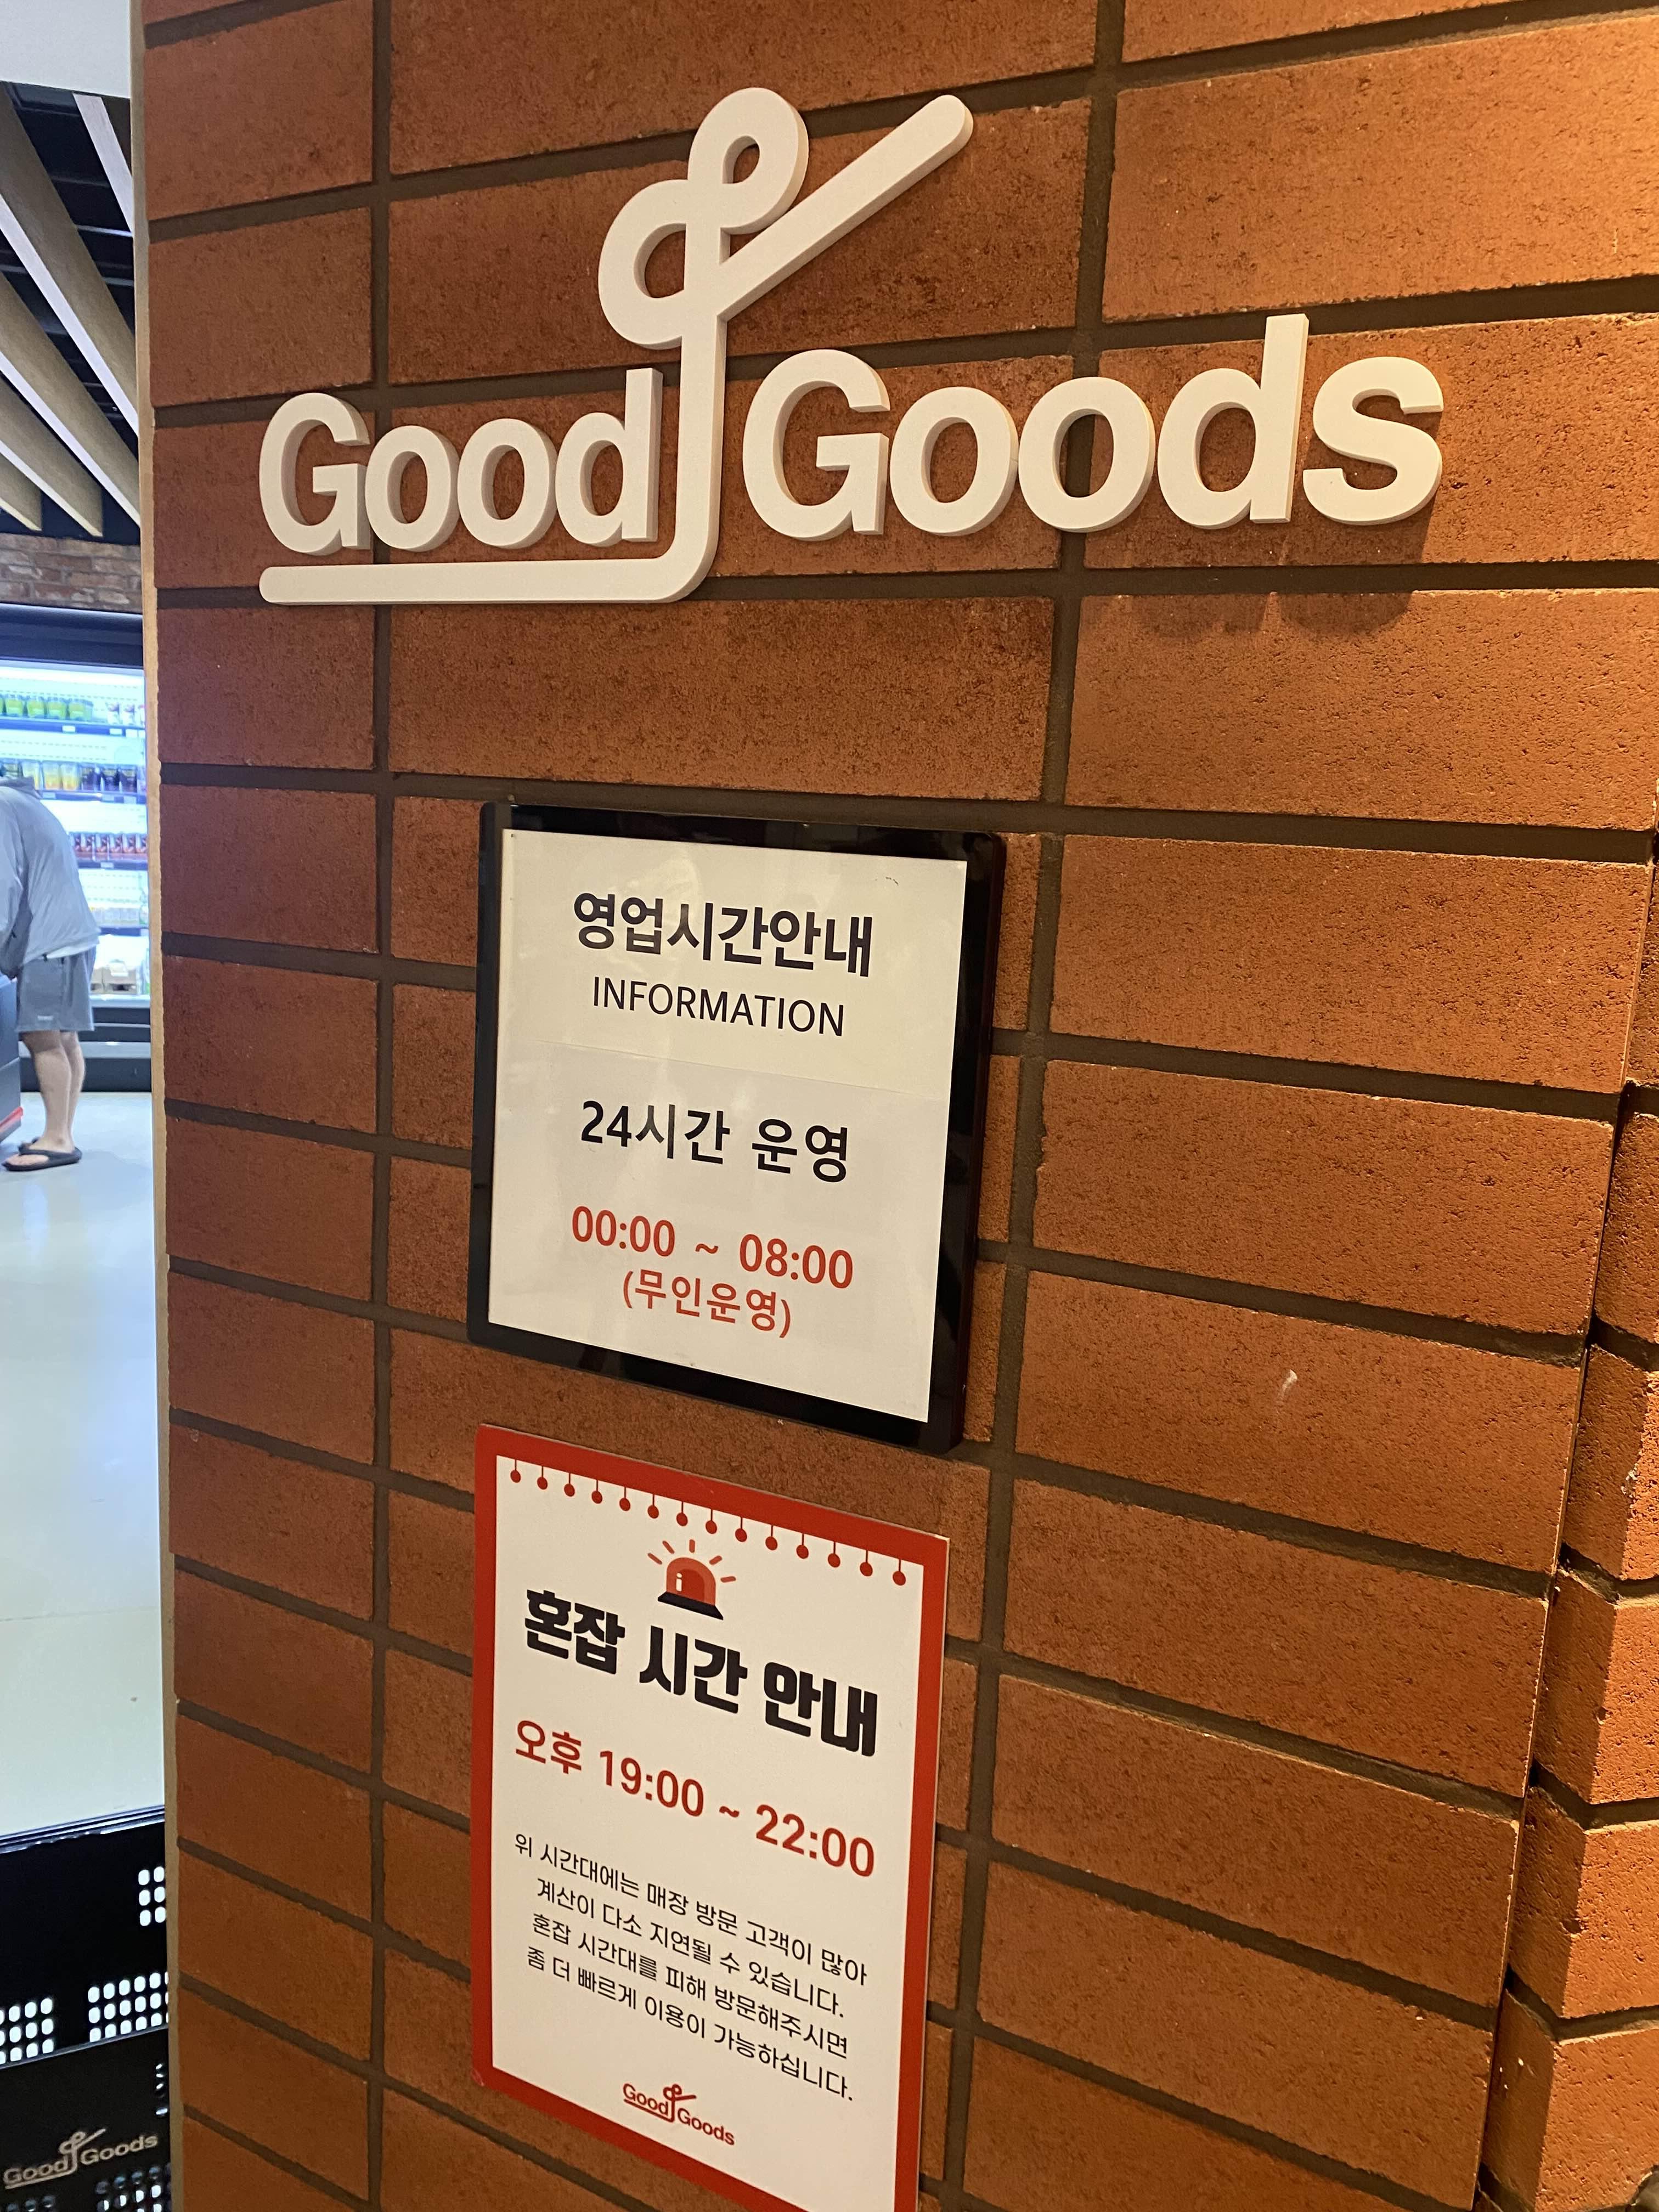 Good & Goods
영업시간안내
INFORMATION
24시간 운영
00:00 ~ 08:00
(무인운영)
혼잡 시간 안내
오후 19:00 ~ 22:00
위 시간대에는 매장 방문 고객이 많아
계산이 다소 지연될 수 있습니다.
혼잡 시간대를 피해 방문해주시면
좀 더 빠르게 이용이 가능하십니다.
Good & Goods
Good & Goods